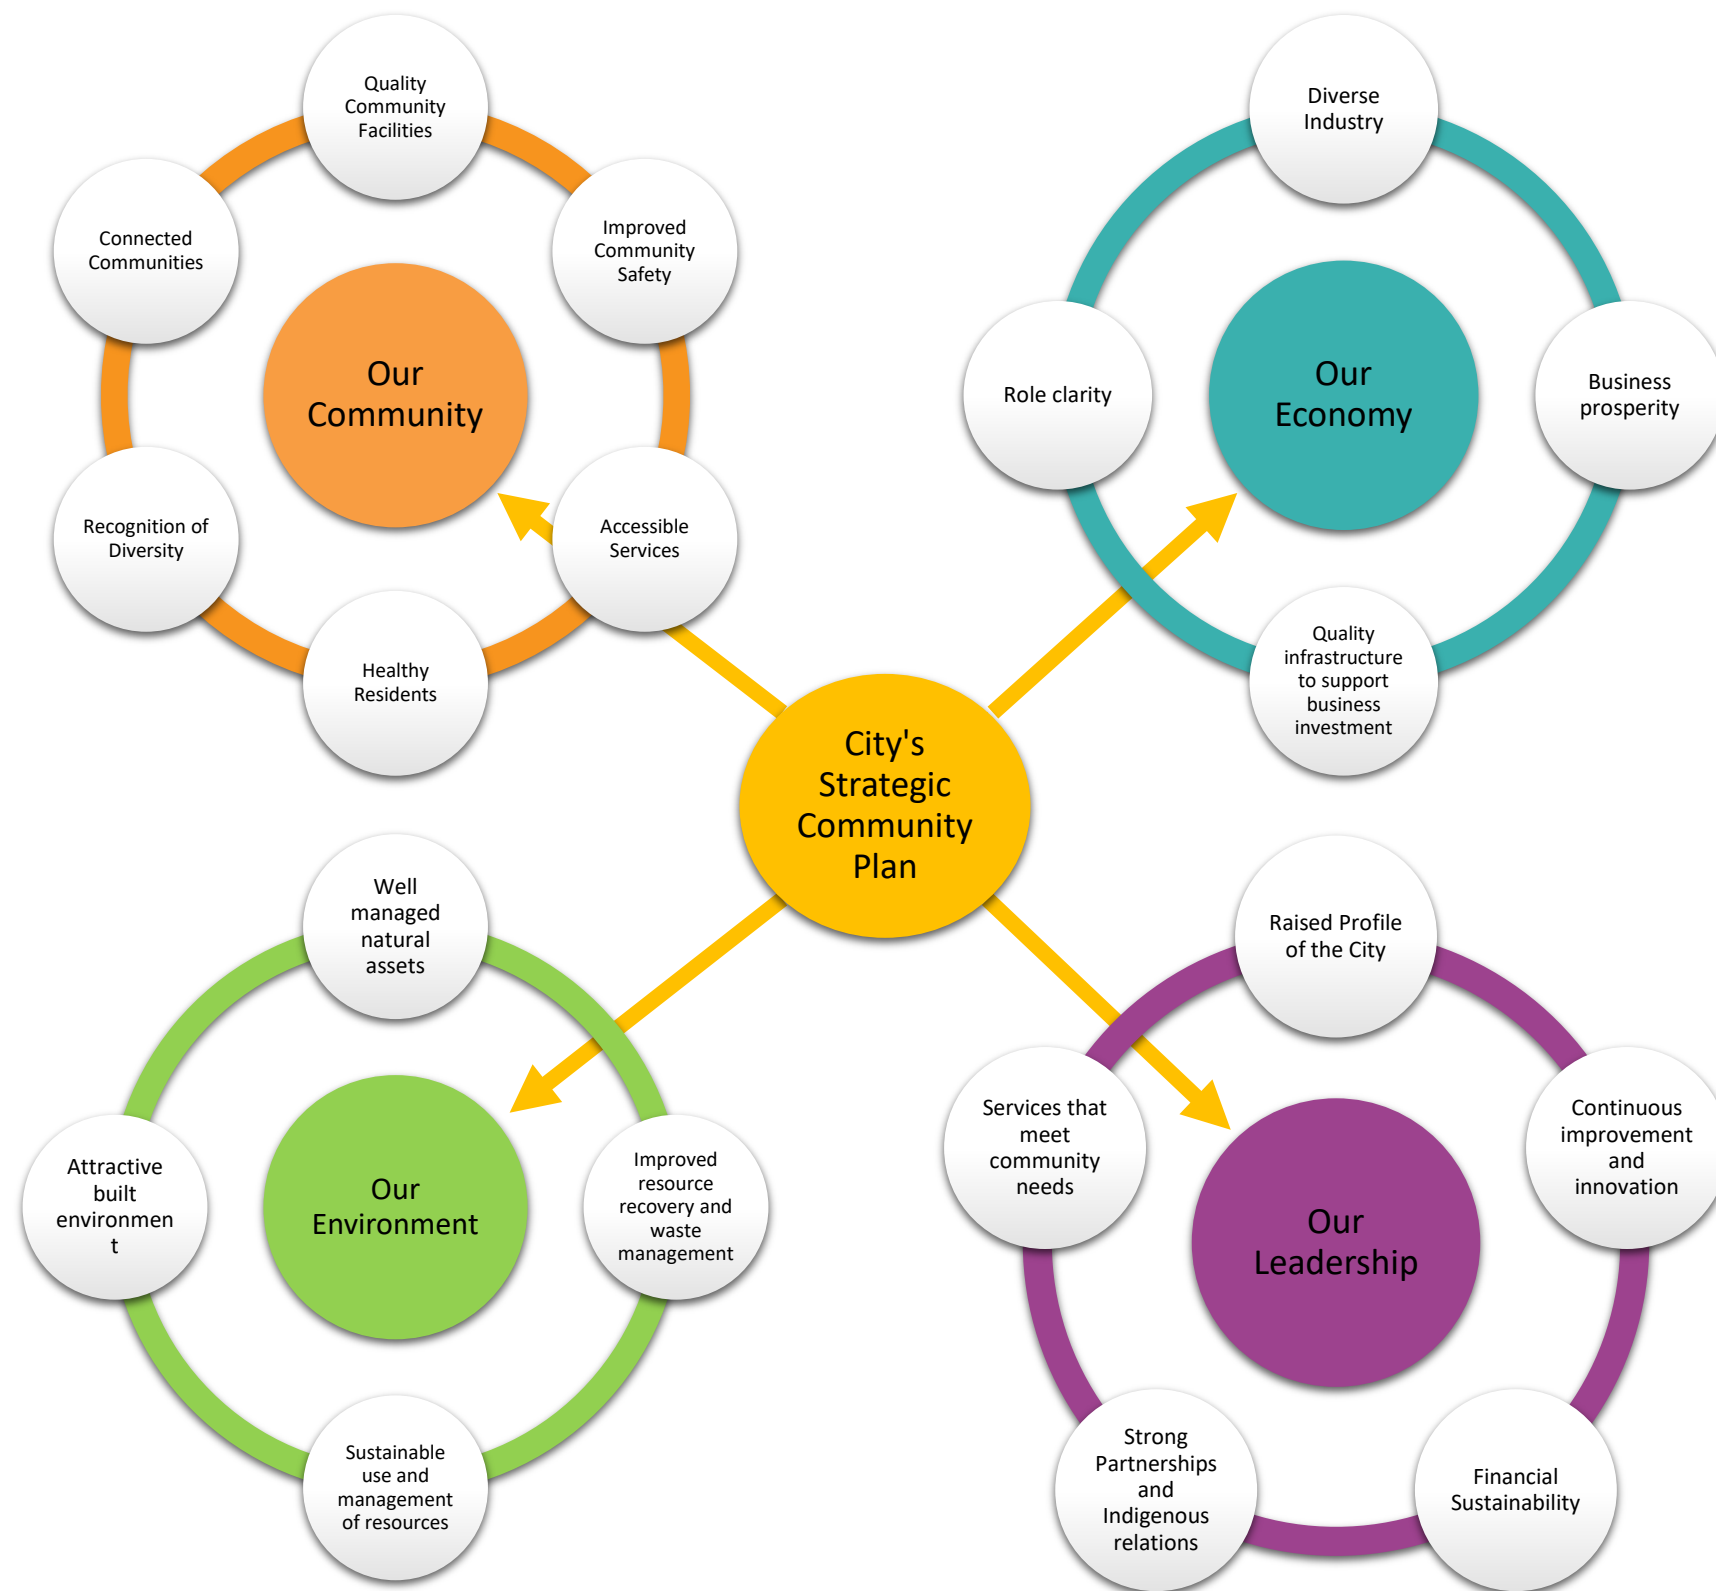 Quality
Community
Facilities
Improved
Community
Safety
Accessible
Services
Healthy
Residents
Recognition of
Diversity
Connected
Communities
Our
Community
Diverse
Industry
Business
prosperity
Quality
infrastructure
to support
business
investment
Role clarity
Our
Economy
City's
Strategic
Community
Plan
Well
managed
natural
assets
Improved
resource
recovery and
waste
management
Sustainable
use and
management
of resources
Attractive
built
environmen
t
Our
Environment
Raised Profile
of the City
Continuous
improvement
and
innovation
Financial
Sustainability
Strong
Partnerships
and
Indigenous
relations
Services that
meet
community
needs
Our
Leadership